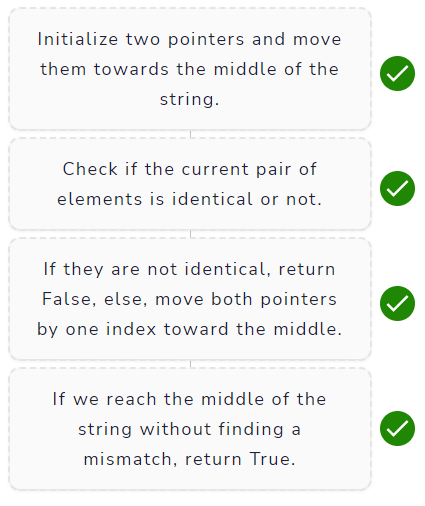 Initialize two pointers and move
them towards the middle of the
string.
Check if the current pair of
elements is identical or not.
If they are not identical, return
False, else, move both pointers
by one index toward the middle.
If we reach the middle of the
string without finding a
mismatch, return True.